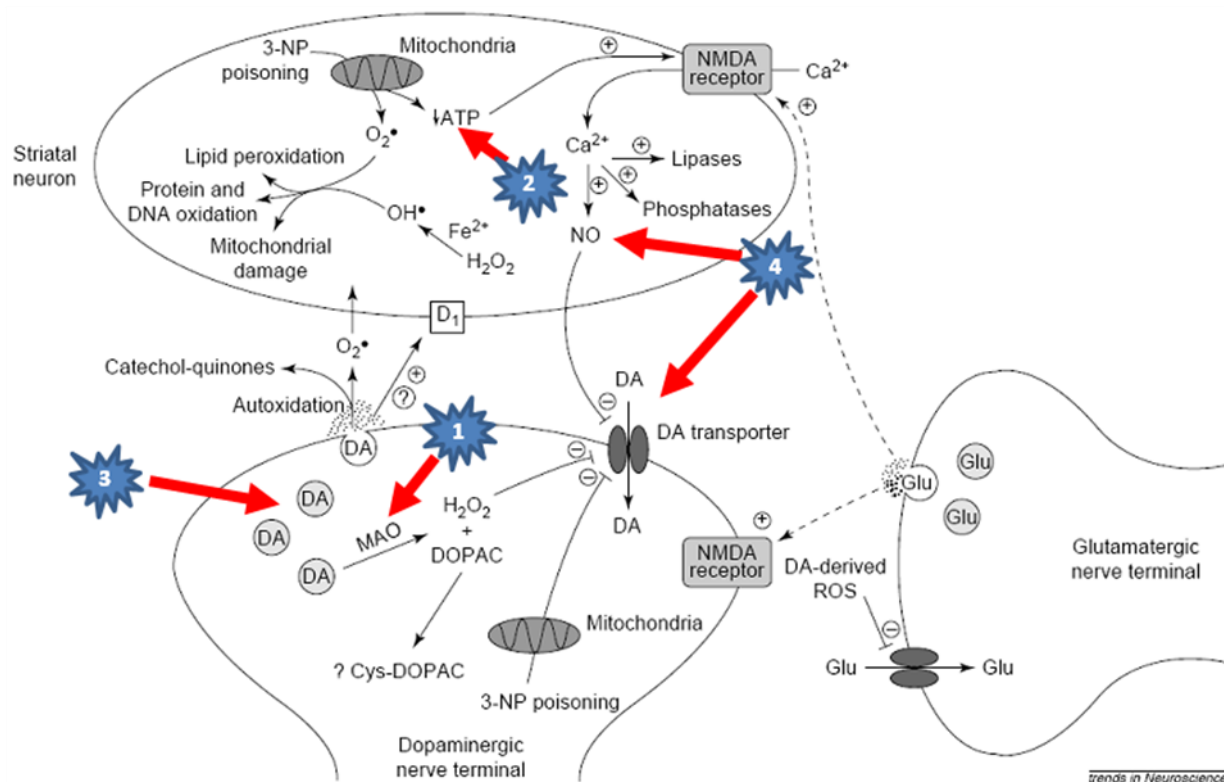 3-NP
poisoning
Mitochondria
NMDA
receptor
Ca²⁺
O₂•
↓ATP
Striatal
neuron
Lipid peroxidation
Protein and
DNA oxidation
Mitochondrial
damage
OH•
Fe²⁺
H₂O₂
Ca²⁺
Lipases
Phosphatases
NO
2
4
D₁
O₂•
Catechol-quinones
Autoxidation
?
DA
1
3
DA
DA transporter
DA
DA
DA
DA
MAO
H₂O₂
+
DOPAC
? Cys-DOPAC
Mitochondria
3-NP poisoning
Dopaminergic
nerve terminal
NMDA
receptor
Glu
Glu
Glu
Glutamatergic
nerve terminal
DA-derived
ROS
Glu
Glu
trends in Neuroscience